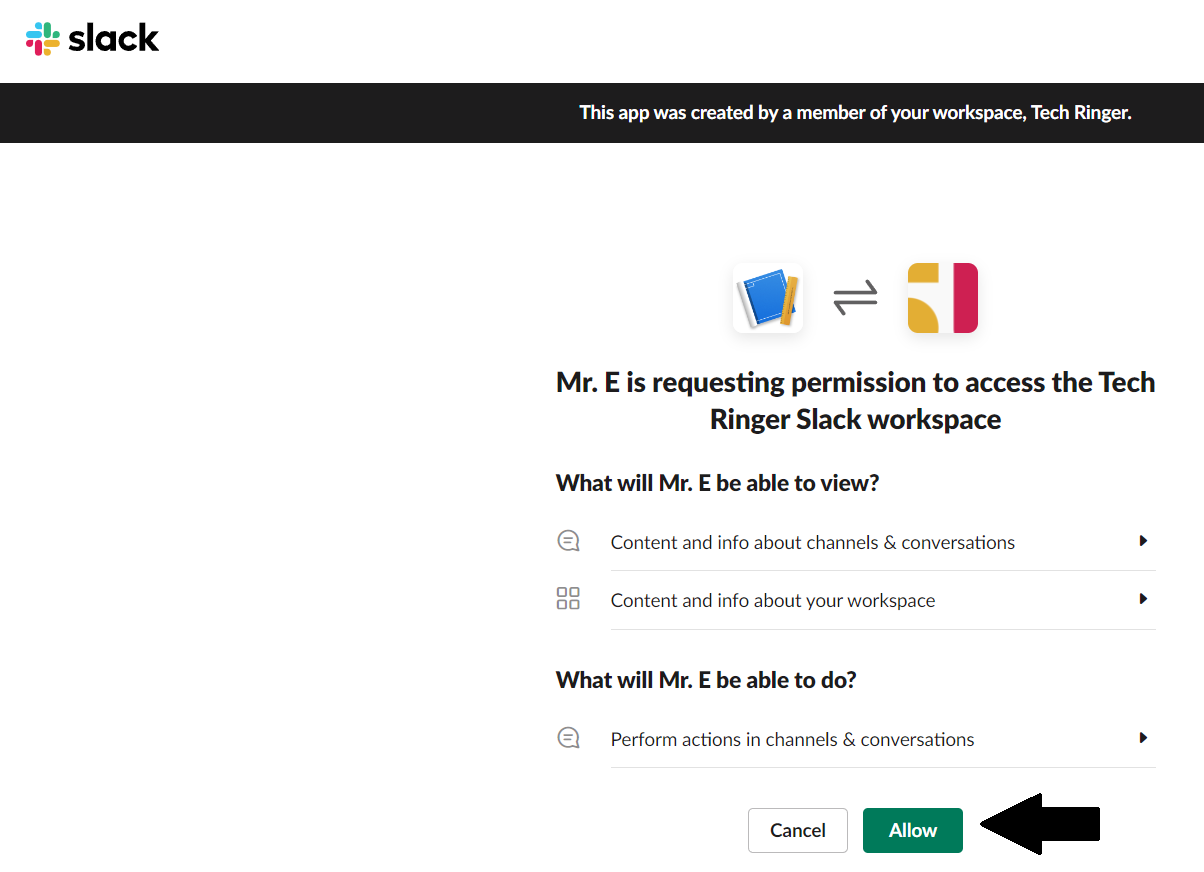 slack
This app was created by a member of your workspace, Tech Ringer.
Mr. E is requesting permission to access the Tech
Ringer Slack workspace
What will Mr. E be able to view?
Content and info about channels & conversations
Content and info about your workspace
What will Mr. E be able to do?
Perform actions in channels & conversations
Cancel
Allow